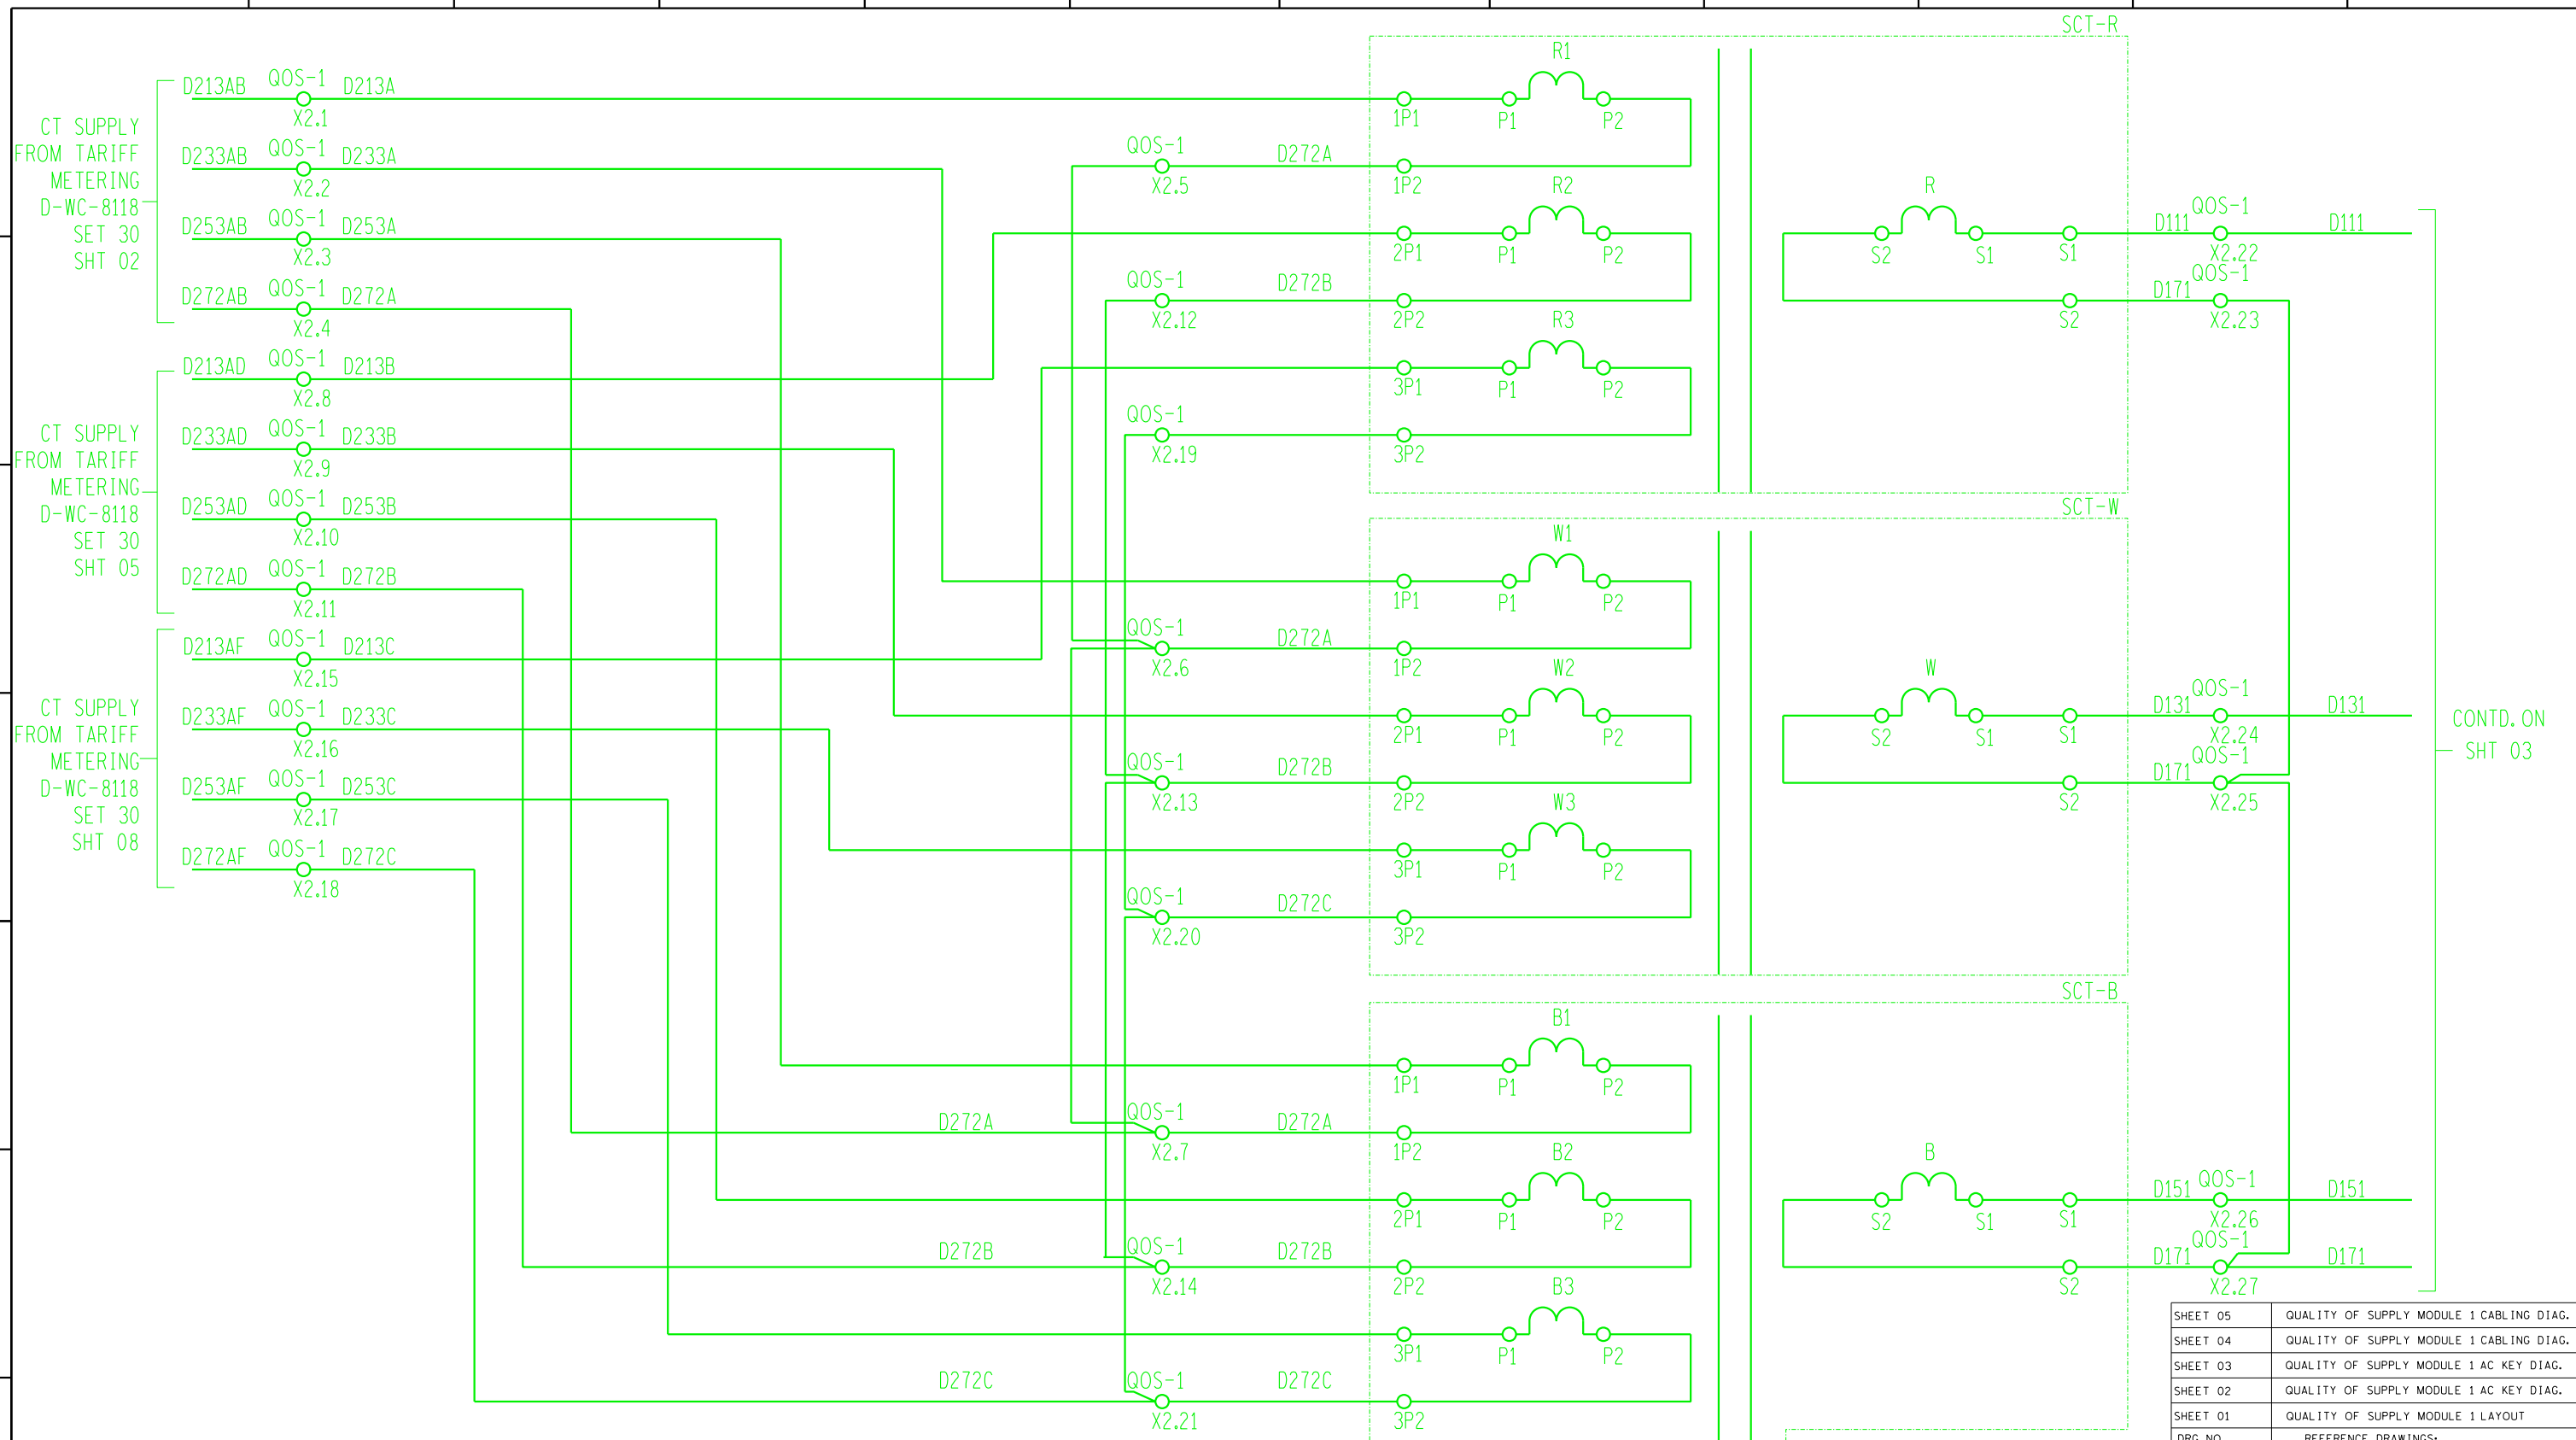 SCT-R
CT SUPPLY
FROM TARIFF
METERING
D-WC-8118
SET 30
SHT 02
D213AB QOS-1 D213A
X2.1
D233AB QOS-1 D233A
X2.2
D253AB QOS-1 D253A
X2.3
D272AB QOS-1 D272A
X2.4
CT SUPPLY
FROM TARIFF
METERING
D-WC-8118
SET 30
SHT 05
D213AD QOS-1 D213B
X2.8
D233AD QOS-1 D233B
X2.9
D253AD QOS-1 D253B
X2.10
D272AD QOS-1 D272B
X2.11
CT SUPPLY
FROM TARIFF
METERING
D-WC-8118
SET 30
SHT 08
D213AF QOS-1 D213C
X2.15
D233AF QOS-1 D233C
X2.16
D253AF QOS-1 D253C
X2.17
D272AF QOS-1 D272C
X2.18
R1
1P1 P1 P2
QOS-1 D272A
X2.5 1P2
R2
2P1 P1 P2
QOS-1 D272B
X2.12 2P2
R3
3P1 P1 P2
QOS-1
X2.19 3P2
R
S2 S1 S1
D111 QOS-1 D111
X2.22
QOS-1
D171
S2 X2.23
SCT-W
W1
1P1 P1 P2
QOS-1 D272A
X2.6 1P2
W2
2P1 P1 P2
QOS-1 D272B
X2.13 2P2
W3
3P1 P1 P2
QOS-1 D272C
X2.20 3P2
W
S2 S1 S1
D131 QOS-1 D131
X2.24
QOS-1
D171
S2 X2.25
CONTD.ON
SHT 03
SCT-B
B1
1P1 P1 P2
D272A QOS-1 D272A
X2.7 1P2
B2
2P1 P1 P2
D272B QOS-1 D272B
X2.14 2P2
B3
3P1 P1 P2
D272C QOS-1 D272C
X2.21 3P2
B
S2 S1 S1
D151 QOS-1 D151
X2.26
QOS-1
D171 D171
S2 X2.27
SHEET 05 QUALITY OF SUPPLY MODULE 1 CABLING DIAG.
SHEET 04 QUALITY OF SUPPLY MODULE 1 CABLING DIAG.
SHEET 03 QUALITY OF SUPPLY MODULE 1 AC KEY DIAG.
SHEET 02 QUALITY OF SUPPLY MODULE 1 AC KEY DIAG.
SHEET 01 QUALITY OF SUPPLY MODULE 1 LAYOUT
DRG NO REFERENCE DRAWINGS: